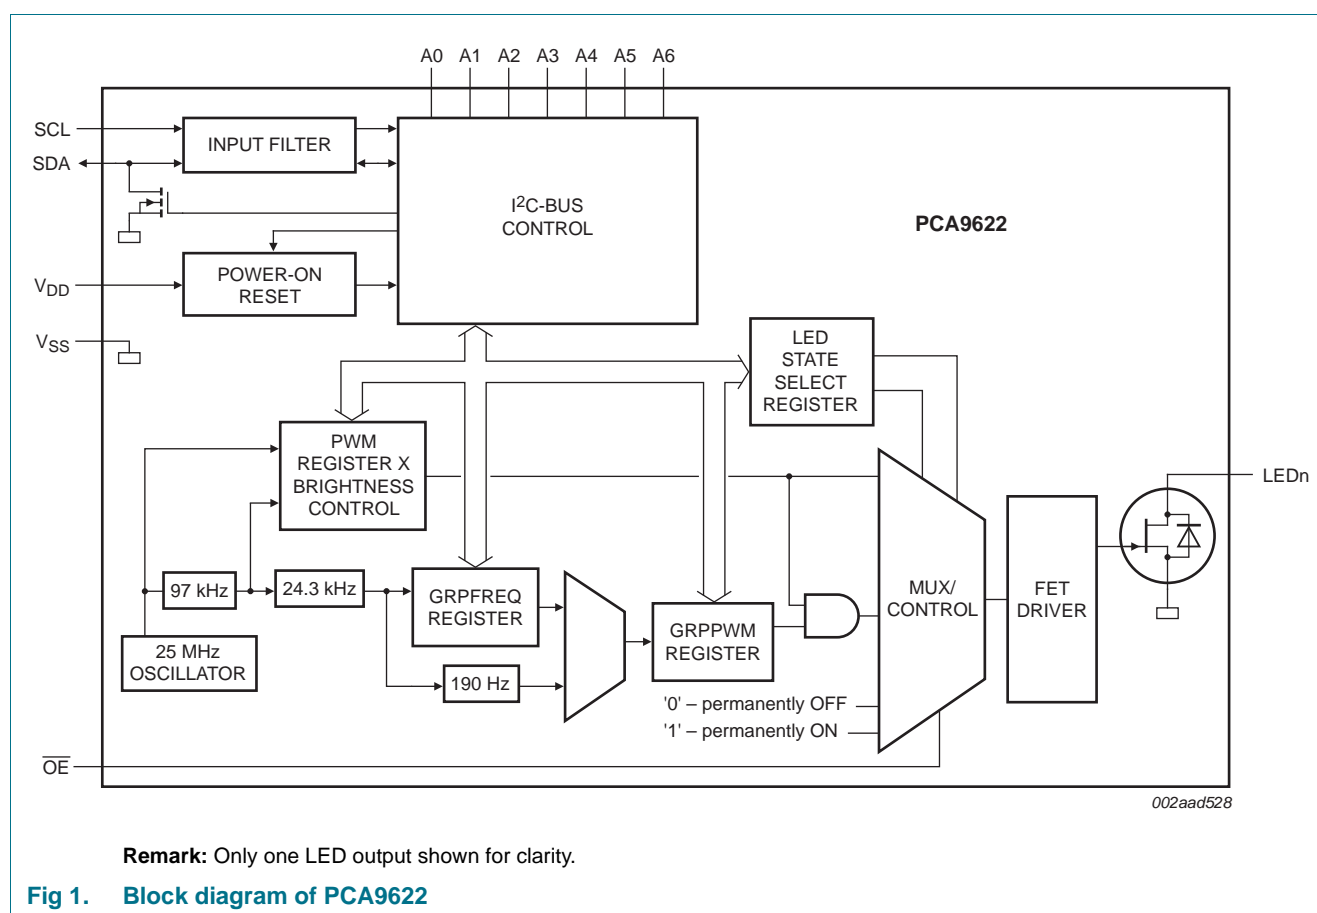 A0 A1 A2 A3 A4 A5 A6
SCL
SDA
INPUT FILTER
I²C-BUS
CONTROL
PCA9622
POWER-ON
RESET
VDD
VSS
LED
STATE
SELECT
REGISTER
PWM
REGISTER X
BRIGHTNESS
CONTROL
LEDn
97 kHz
24.3 kHz
GRPFREQ
REGISTER
GRPPWM
REGISTER
MUX/
CONTROL
FET
DRIVER
25 MHz
OSCILLATOR
190 Hz
'0' – permanently OFF
'1' – permanently ON
O̅E̅
002aad528
Remark: Only one LED output shown for clarity.
Fig 1. Block diagram of PCA9622